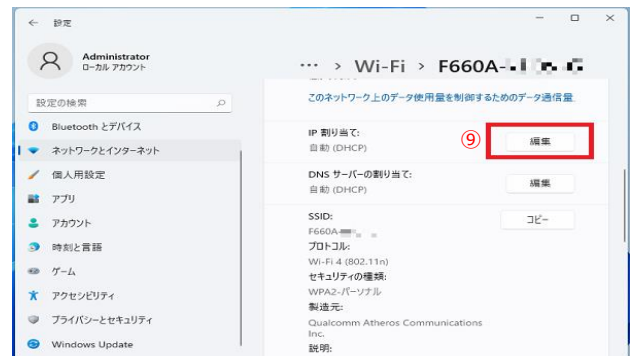 ← 設定
Administrator
ローカル アカウント
··· > Wi-Fi > F660A-
設定の検索
このネットワーク上のデータ使用量を制御するためのデータ通信量
Bluetooth とデバイス
ネットワークとインターネット
個人用設定
アプリ
アカウント
時刻と言語
ゲーム
アクセシビリティ
プライバシーとセキュリティ
Windows Update
IP 割り当て:
自動 (DHCP)
⑨
編集
DNS サーバーの割り当て:
自動 (DHCP)
編集
SSID:
F660A-
コピー
プロトコル:
Wi-Fi 4 (802.11n)
セキュリティの種類:
WPA2-パーソナル
製造元:
Qualcomm Atheros Communications
Inc.
説明: